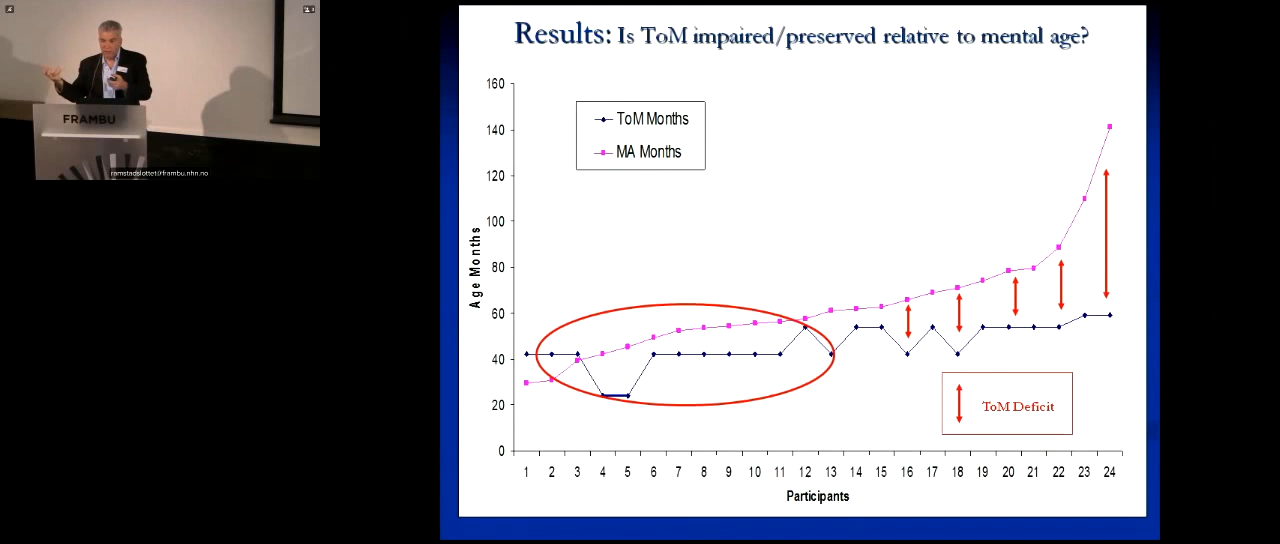 FRAMBU
ramstadslottet@frambu.nhn.no
Results: Is ToM impaired/preserved relative to mental age?
160
140
120
100
80
60
40
20
0
Age Months
ToM Months
MA Months
ToM Deficit
1 2 3 4 5 6 7 8 9 10 11 12 13 14 15 16 17 18 19 20 21 22 23 24
Participants